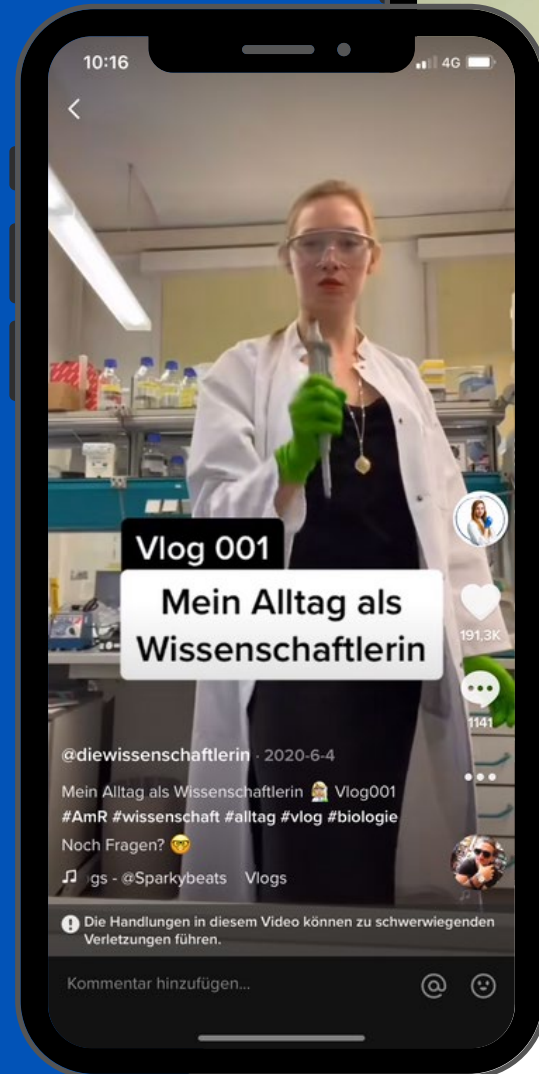 10:16
4G
Vlog 001
Mein Alltag als
Wissenschaftlerin
191,3K
1141
@diewissenschaftlerin · 2020-6-4
Mein Alltag als Wissenschaftlerin 👩🏼‍🔬 Vlog001
#AmR #wissenschaft #alltag #vlog #biologie
Noch Fragen? 🤓
gs - @Sparkybeats Vlogs
Die Handlungen in diesem Video können zu schwerwiegenden
Verletzungen führen.
Kommentar hinzufügen...